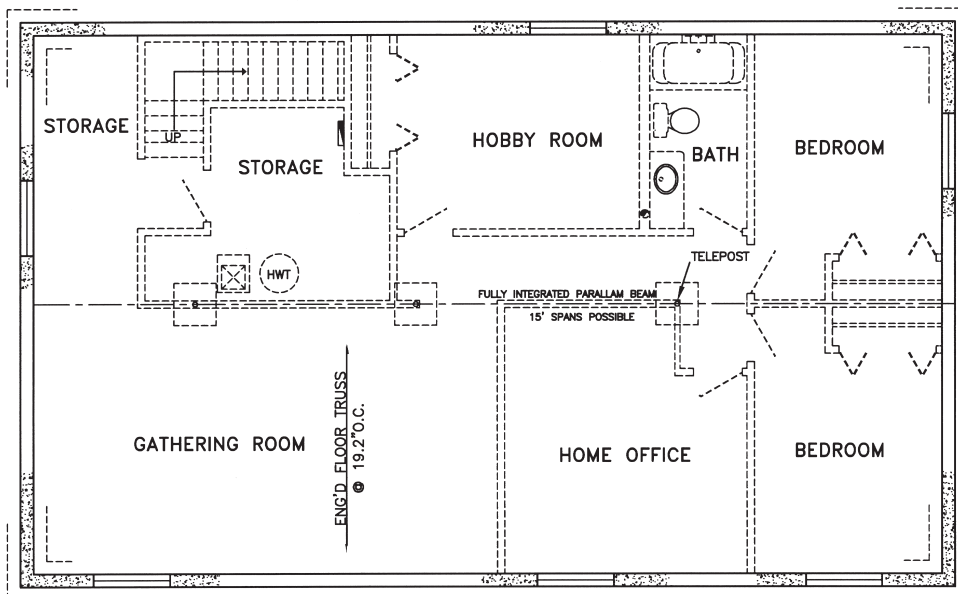 STORAGE
UP
STORAGE
HOBBY ROOM
BATH
BEDROOM
HWT
TELEPOST
FULLY INTEGRATED PARALLAM BEAM
15' SPANS POSSIBLE
GATHERING ROOM
ENG'D FLOOR TRUSS
@ 19.2"O.C.
HOME OFFICE
BEDROOM